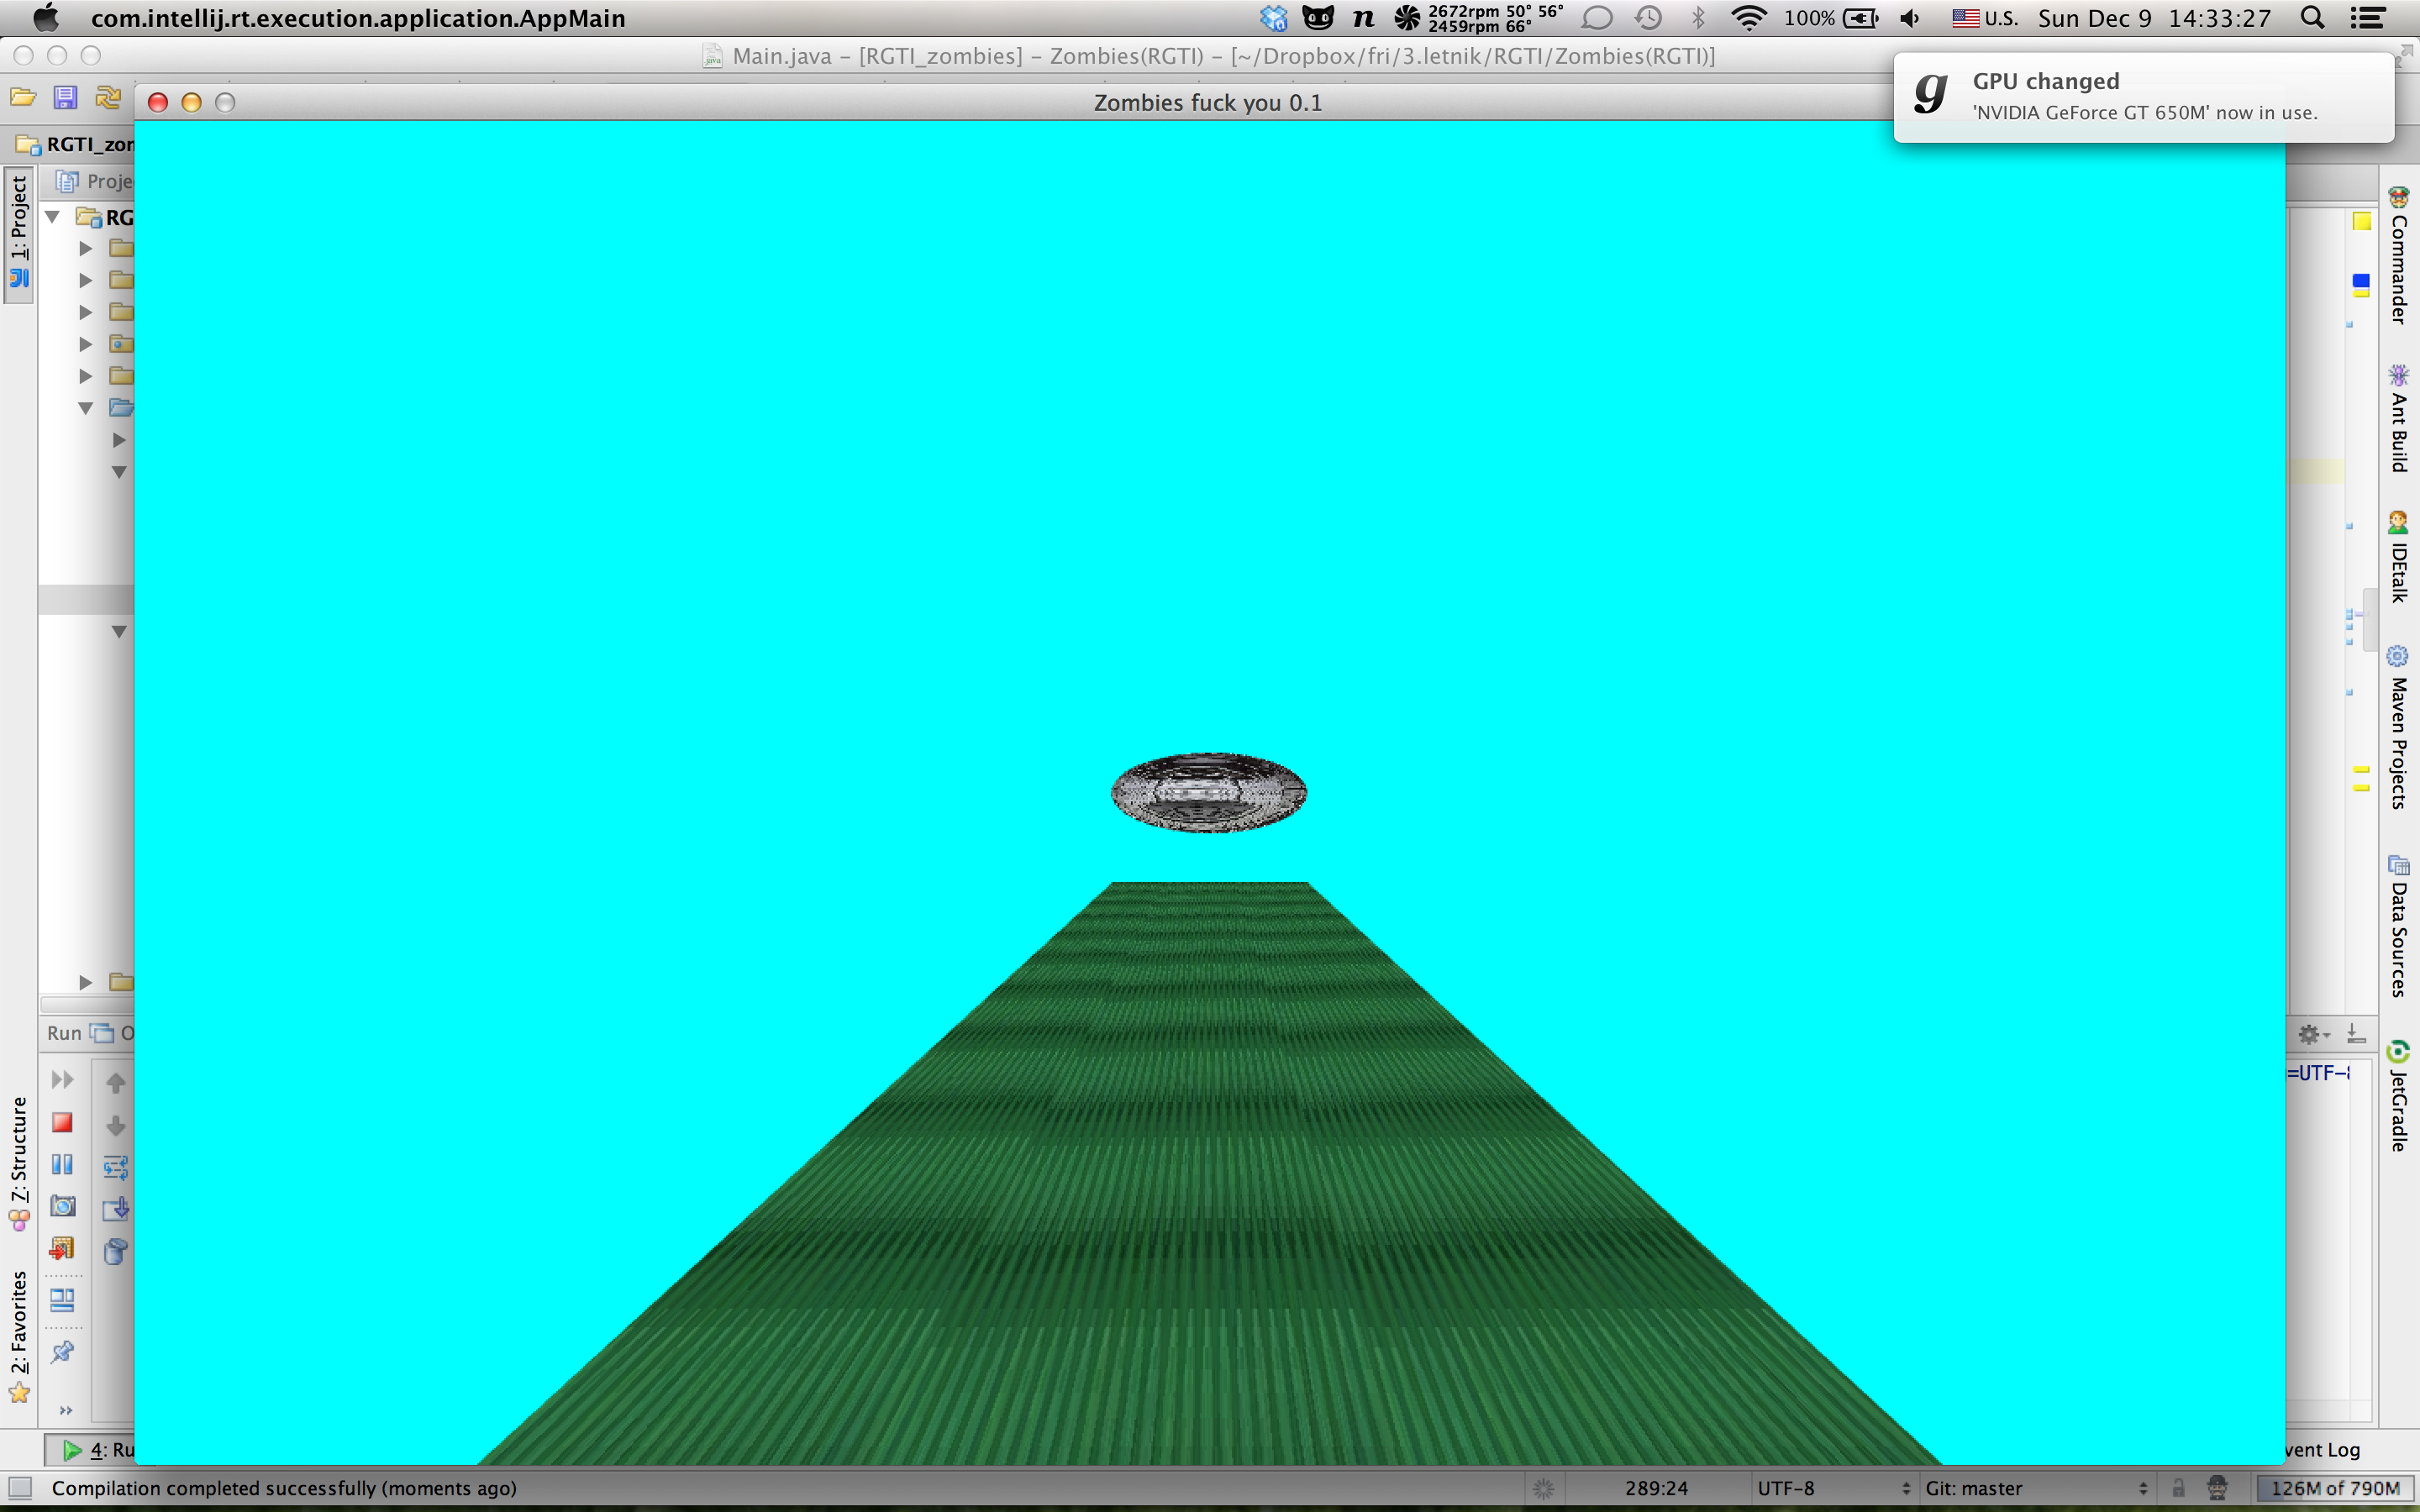 com.intellij.rt.execution.application.AppMain
2672rpm 50° 56°
2459rpm 66°
100%
U.S.
Sun Dec 9 14:33:27
Main.java – [RGTI_zombies] – Zombies(RGTI) – [~/Dropbox/fri/3.letnik/RGTI/Zombies(RGTI)]
Zombies fuck you 0.1
GPU changed
'NVIDIA GeForce GT 650M' now in use.
RGTI_zor
1: Project
Proje
RG
Commander
Ant Build
IDEtalk
Maven Projects
Data Sources
JetGradle
Run
O
=UTF-8
7: Structure
2: Favorites
4: Ru
vent Log
Compilation completed successfully (moments ago)
289:24
UTF-8
Git: master
126M of 790M